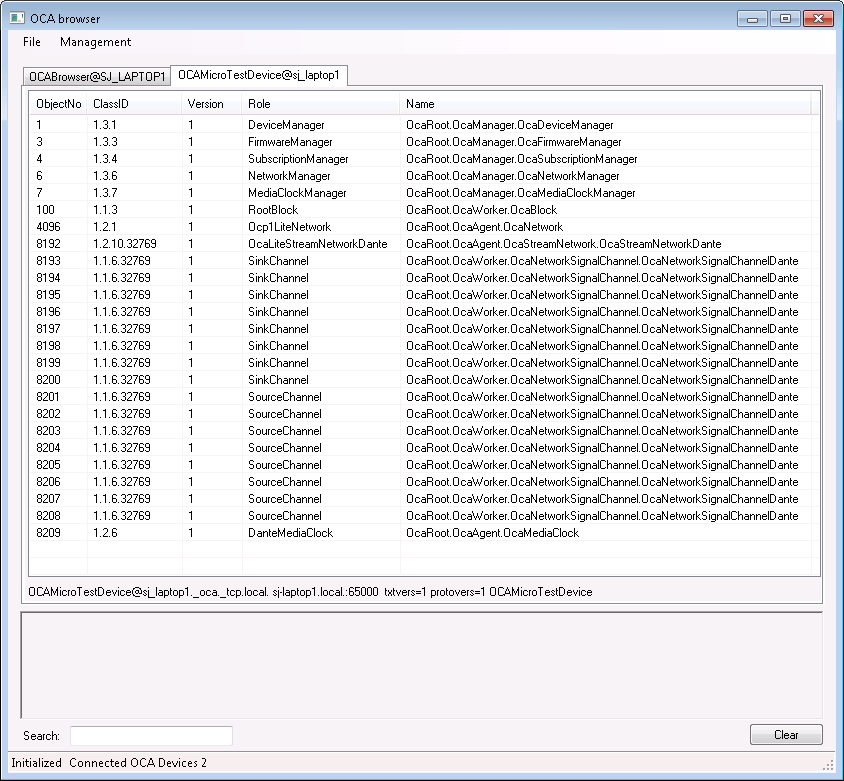 OCA browser
File Management
OCABrowser@SJ_LAPTOP1 OCAMicroTestDevice@sj_laptop1
ObjectNo ClassID Version Role Name
1 1.3.1 1 DeviceManager OcaRoot.OcaManager.OcaDeviceManager
3 1.3.3 1 FirmwareManager OcaRoot.OcaManager.OcaFirmwareManager
4 1.3.4 1 SubscriptionManager OcaRoot.OcaManager.OcaSubscriptionManager
6 1.3.6 1 NetworkManager OcaRoot.OcaManager.OcaNetworkManager
7 1.3.7 1 MediaClockManager OcaRoot.OcaManager.OcaMediaClockManager
100 1.1.3 1 RootBlock OcaRoot.OcaWorker.OcaBlock
4096 1.2.1 1 Ocp1LiteNetwork OcaRoot.OcaAgent.OcaNetwork
8192 1.2.10.32769 1 OcaLiteStreamNetworkDante OcaRoot.OcaAgent.OcaStreamNetwork.OcaStreamNetworkDante
8193 1.1.6.32769 1 SinkChannel OcaRoot.OcaWorker.OcaNetworkSignalChannel.OcaNetworkSignalChannelDante
8194 1.1.6.32769 1 SinkChannel OcaRoot.OcaWorker.OcaNetworkSignalChannel.OcaNetworkSignalChannelDante
8195 1.1.6.32769 1 SinkChannel OcaRoot.OcaWorker.OcaNetworkSignalChannel.OcaNetworkSignalChannelDante
8196 1.1.6.32769 1 SinkChannel OcaRoot.OcaWorker.OcaNetworkSignalChannel.OcaNetworkSignalChannelDante
8197 1.1.6.32769 1 SinkChannel OcaRoot.OcaWorker.OcaNetworkSignalChannel.OcaNetworkSignalChannelDante
8198 1.1.6.32769 1 SinkChannel OcaRoot.OcaWorker.OcaNetworkSignalChannel.OcaNetworkSignalChannelDante
8199 1.1.6.32769 1 SinkChannel OcaRoot.OcaWorker.OcaNetworkSignalChannel.OcaNetworkSignalChannelDante
8200 1.1.6.32769 1 SinkChannel OcaRoot.OcaWorker.OcaNetworkSignalChannel.OcaNetworkSignalChannelDante
8201 1.1.6.32769 1 SourceChannel OcaRoot.OcaWorker.OcaNetworkSignalChannel.OcaNetworkSignalChannelDante
8202 1.1.6.32769 1 SourceChannel OcaRoot.OcaWorker.OcaNetworkSignalChannel.OcaNetworkSignalChannelDante
8203 1.1.6.32769 1 SourceChannel OcaRoot.OcaWorker.OcaNetworkSignalChannel.OcaNetworkSignalChannelDante
8204 1.1.6.32769 1 SourceChannel OcaRoot.OcaWorker.OcaNetworkSignalChannel.OcaNetworkSignalChannelDante
8205 1.1.6.32769 1 SourceChannel OcaRoot.OcaWorker.OcaNetworkSignalChannel.OcaNetworkSignalChannelDante
8206 1.1.6.32769 1 SourceChannel OcaRoot.OcaWorker.OcaNetworkSignalChannel.OcaNetworkSignalChannelDante
8207 1.1.6.32769 1 SourceChannel OcaRoot.OcaWorker.OcaNetworkSignalChannel.OcaNetworkSignalChannelDante
8208 1.1.6.32769 1 SourceChannel OcaRoot.OcaWorker.OcaNetworkSignalChannel.OcaNetworkSignalChannelDante
8209 1.2.6 1 DanteMediaClock OcaRoot.OcaAgent.OcaMediaClock
OCAMicroTestDevice@sj_laptop1._oca._tcp.local. sj-laptop1.local.:65000 txtvers=1 protovers=1 OCAMicroTestDevice
Search: Clear
Initialized Connected OCA Devices 2